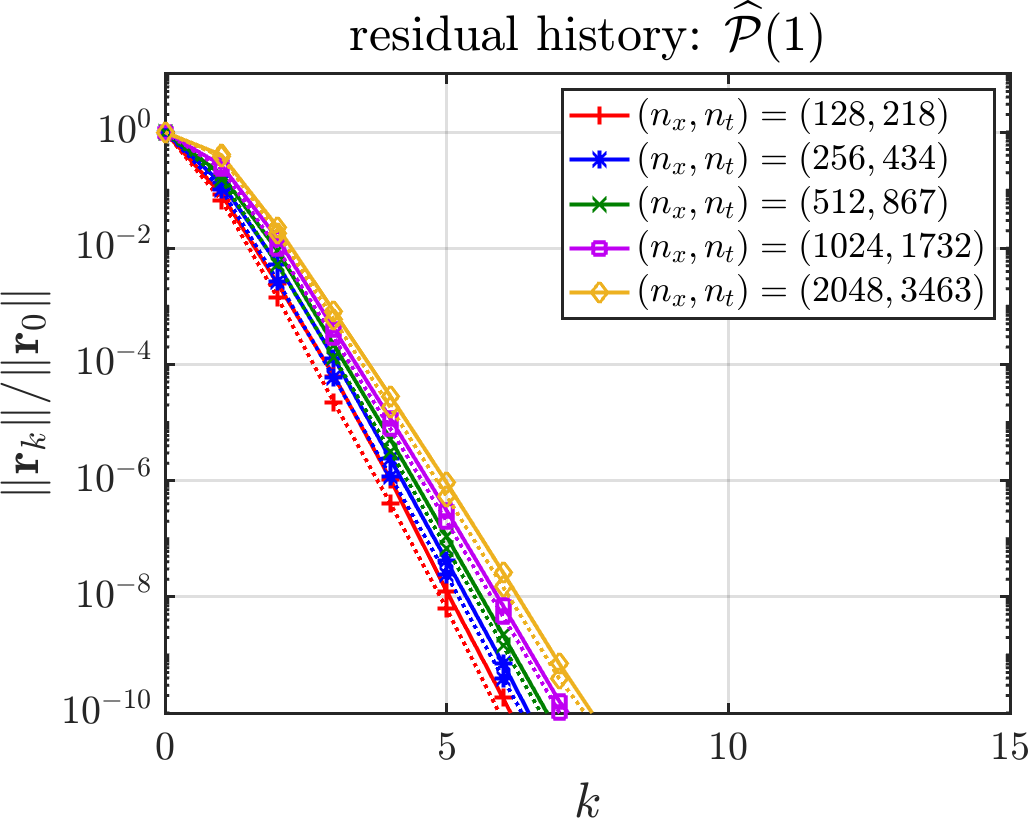 residual history: $\widehat{\mathcal{P}}(1)$
$(n_x, n_t) = (128, 218)$
$(n_x, n_t) = (256, 434)$
$(n_x, n_t) = (512, 867)$
$(n_x, n_t) = (1024, 1732)$
$(n_x, n_t) = (2048, 3463)$
$\|\mathbf{r}_k\|/\|\mathbf{r}_0\|$
$10^0$
$10^{-2}$
$10^{-4}$
$10^{-6}$
$10^{-8}$
$10^{-10}$
0 5 10 15
$k$